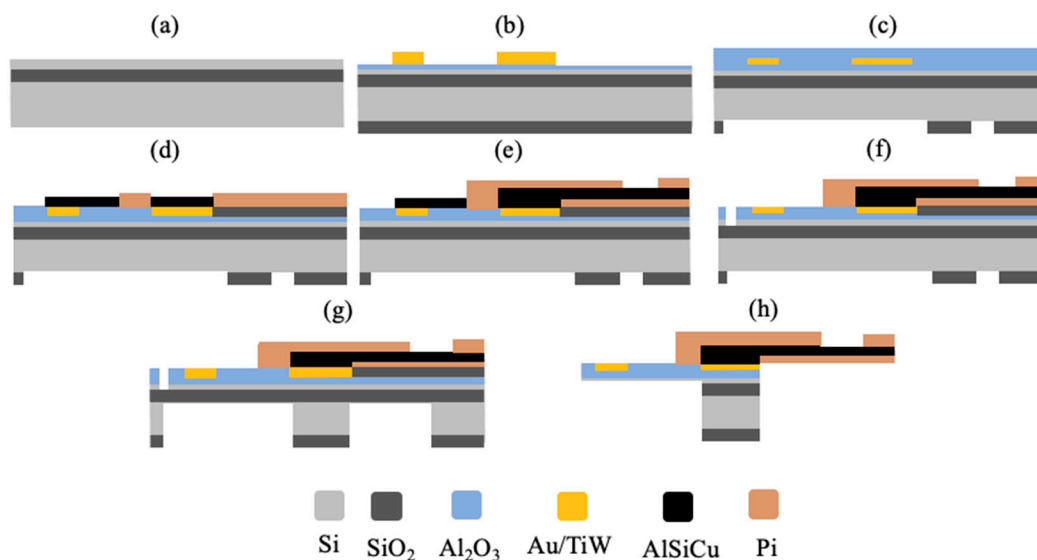 (a) (b) (c)
(d) (e) (f)
(g) (h)
Si SiO₂ Al₂O₃ Au/TiW AlSiCu Pi